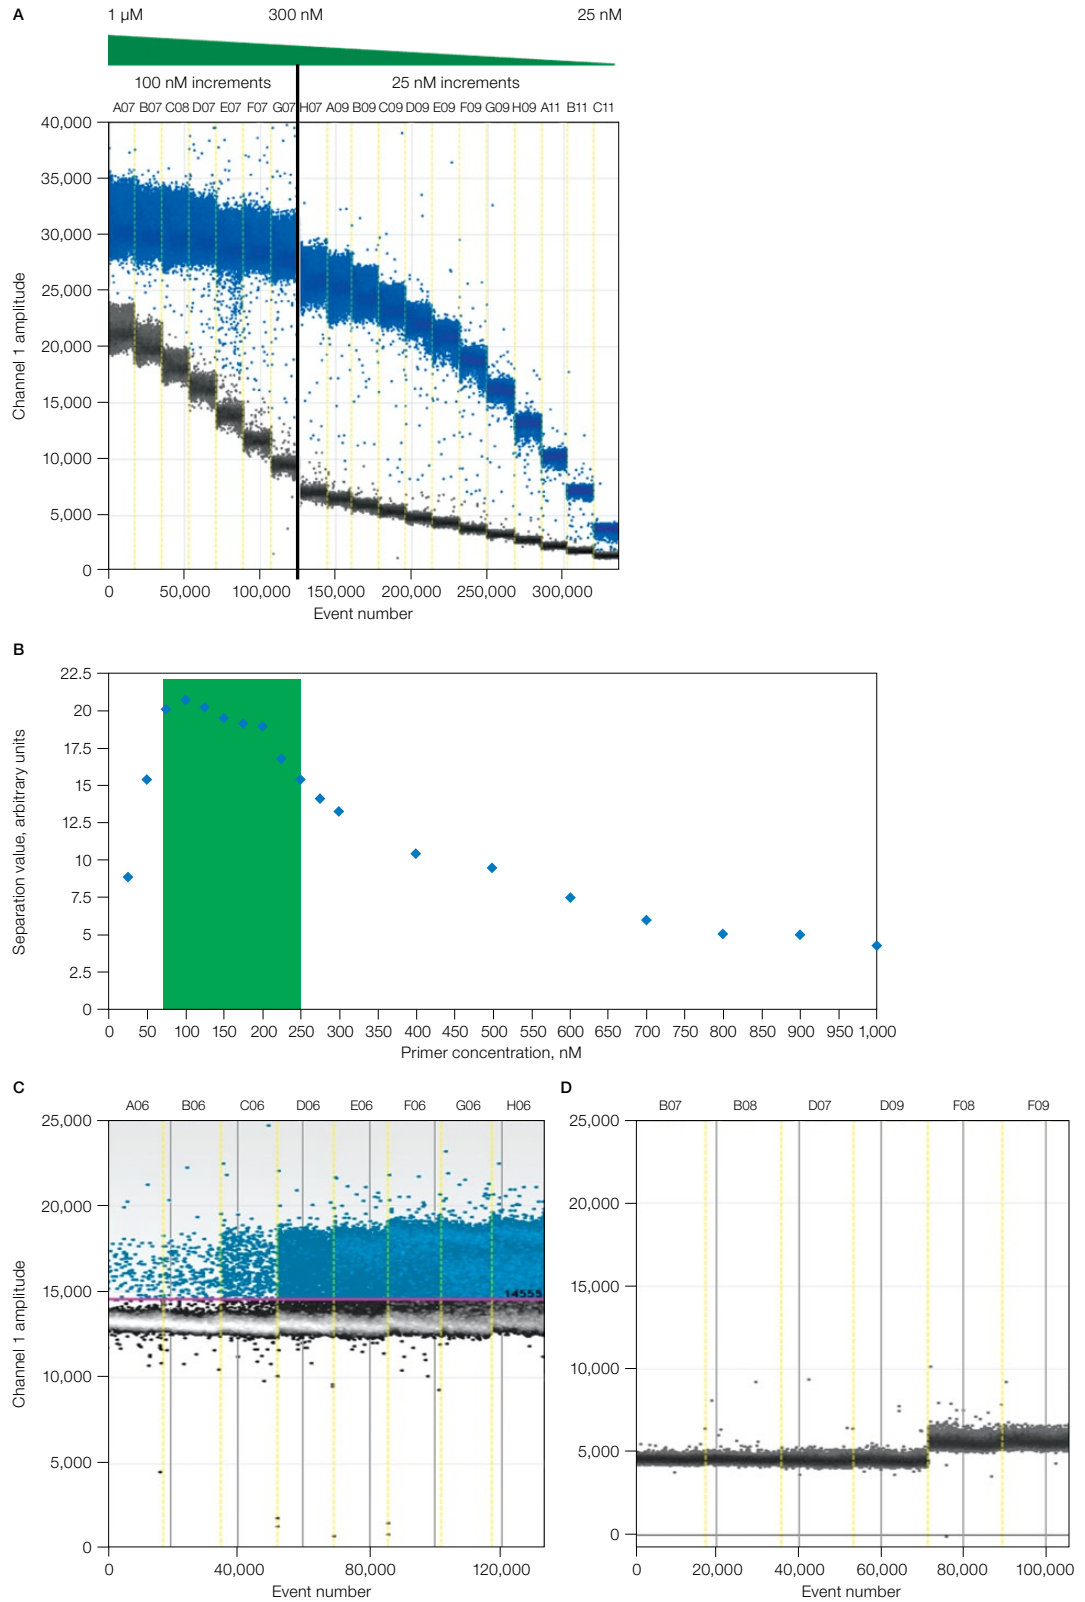 A
1 µM 300 nM 25 nM
100 nM increments 25 nM increments
A07 B07 C08 D07 E07 F07 G07 H07 A09 B09 C09 D09 E09 F09 G09 H09 A11 B11 C11
40,000
35,000
30,000
25,000
20,000
15,000
10,000
5,000
0
Channel 1 amplitude
0 50,000 100,000 150,000 200,000 250,000 300,000
Event number
B
22.5
20
17.5
15
12.5
10
7.5
5
2.5
0
Separation value, arbitrary units
0 50 100 150 200 250 300 350 400 450 500 550 600 650 700 750 800 850 900 950 1,000
Primer concentration, nM
C
A06 B06 C06 D06 E06 F06 G06 H06
25,000
20,000
15,000
10,000
5,000
0
Channel 1 amplitude
14555
0 40,000 80,000 120,000
Event number
D
B07 B08 D07 D09 F08 F09
25,000
20,000
15,000
10,000
5,000
0
0 20,000 40,000 60,000 80,000 100,000
Event number